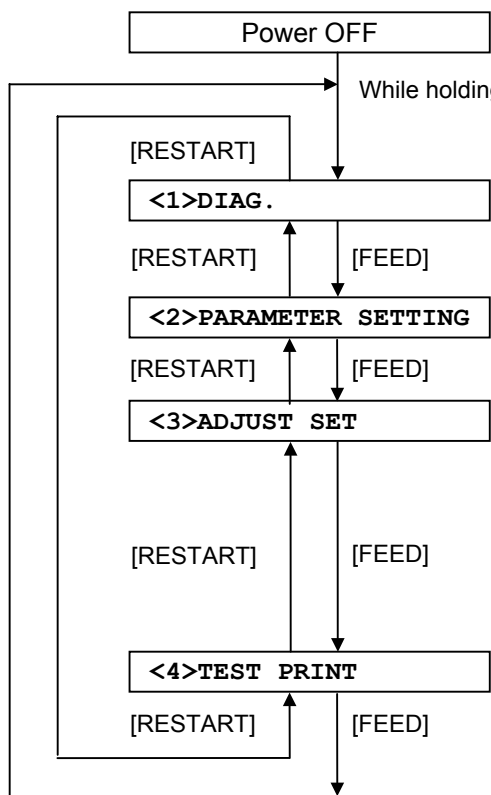 Power OFF
While holding
[RESTART]
<1>DIAG.
[RESTART] [FEED]
<2>PARAMETER SETTING
[RESTART] [FEED]
<3>ADJUST SET
[RESTART] [FEED]
<4>TEST PRINT
[RESTART] [FEED]